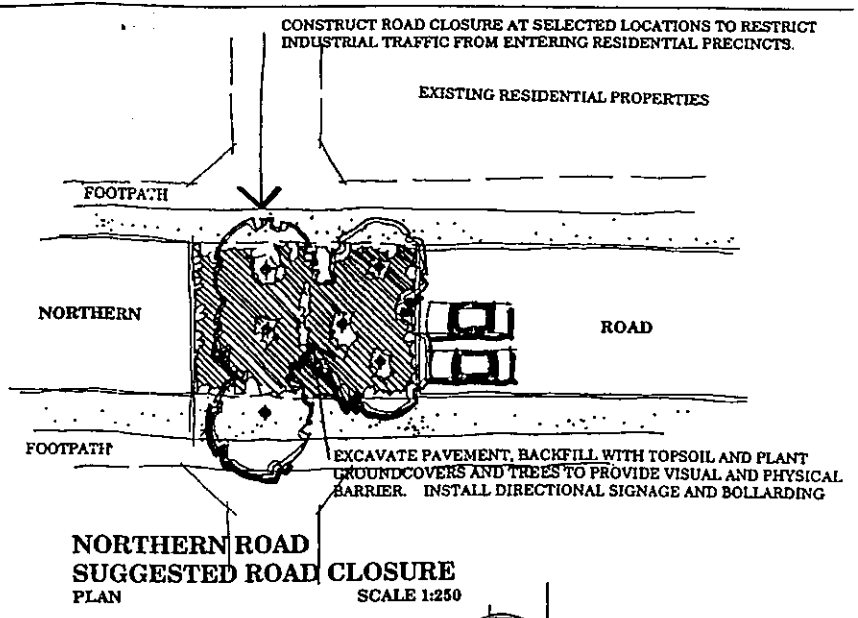 CONSTRUCT ROAD CLOSURE AT SELECTED LOCATIONS TO RESTRICT
INDUSTRIAL TRAFFIC FROM ENTERING RESIDENTIAL PRECINCTS.
EXISTING RESIDENTIAL PROPERTIES
FOOTPATH
NORTHERN
ROAD
FOOTPATH
EXCAVATE PAVEMENT, BACKFILL WITH TOPSOIL AND PLANT
GROUNDCOVERS AND TREES TO PROVIDE VISUAL AND PHYSICAL
BARRIER. INSTALL DIRECTIONAL SIGNAGE AND BOLLARDING
NORTHERN ROAD
SUGGESTED ROAD CLOSURE
PLAN SCALE 1:250